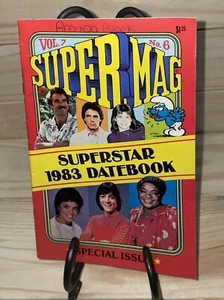 VOL. 7
No. 6
$1.25
SUPER MAG
SUPERSTAR
1983 DATEBOOK
SPECIAL ISSUE